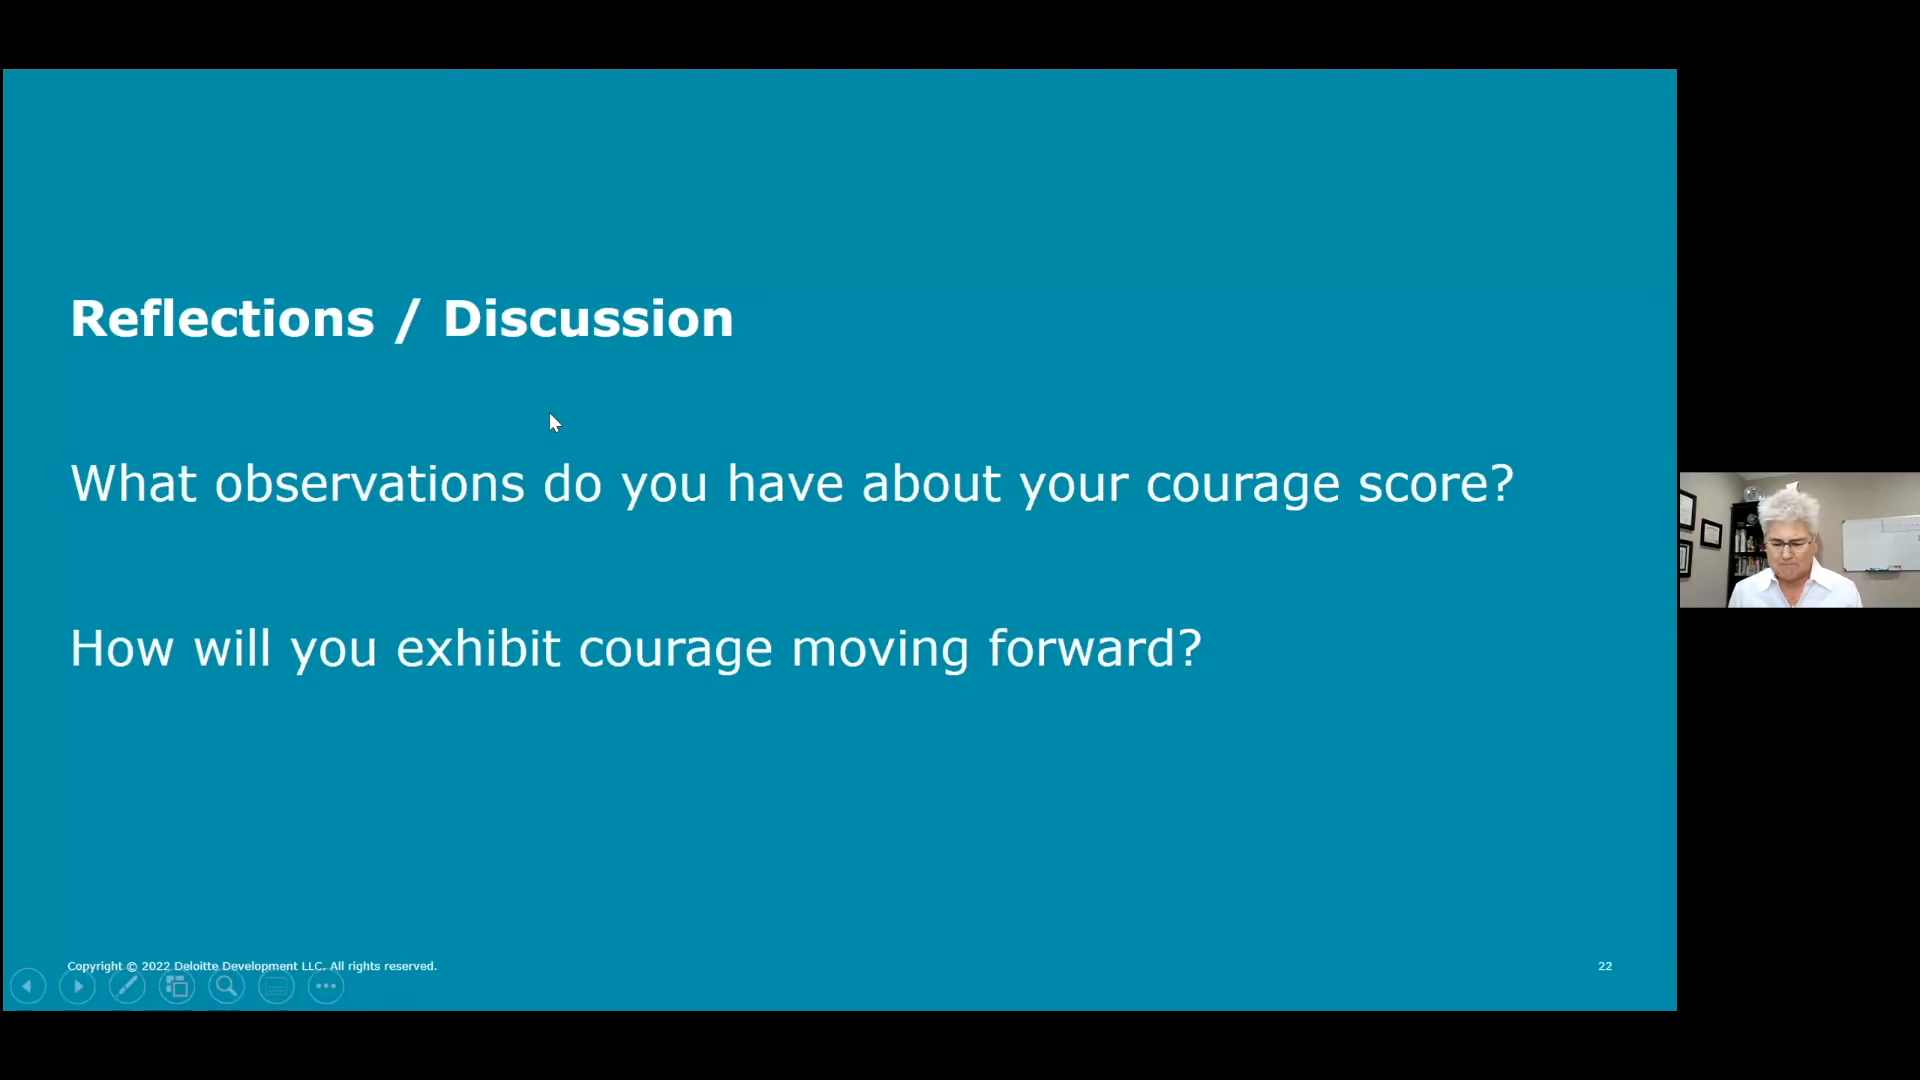 Reflections / Discussion
What observations do you have about your courage score?
How will you exhibit courage moving forward?
Copyright © 2022 Deloitte Development LLC. All rights reserved.
22